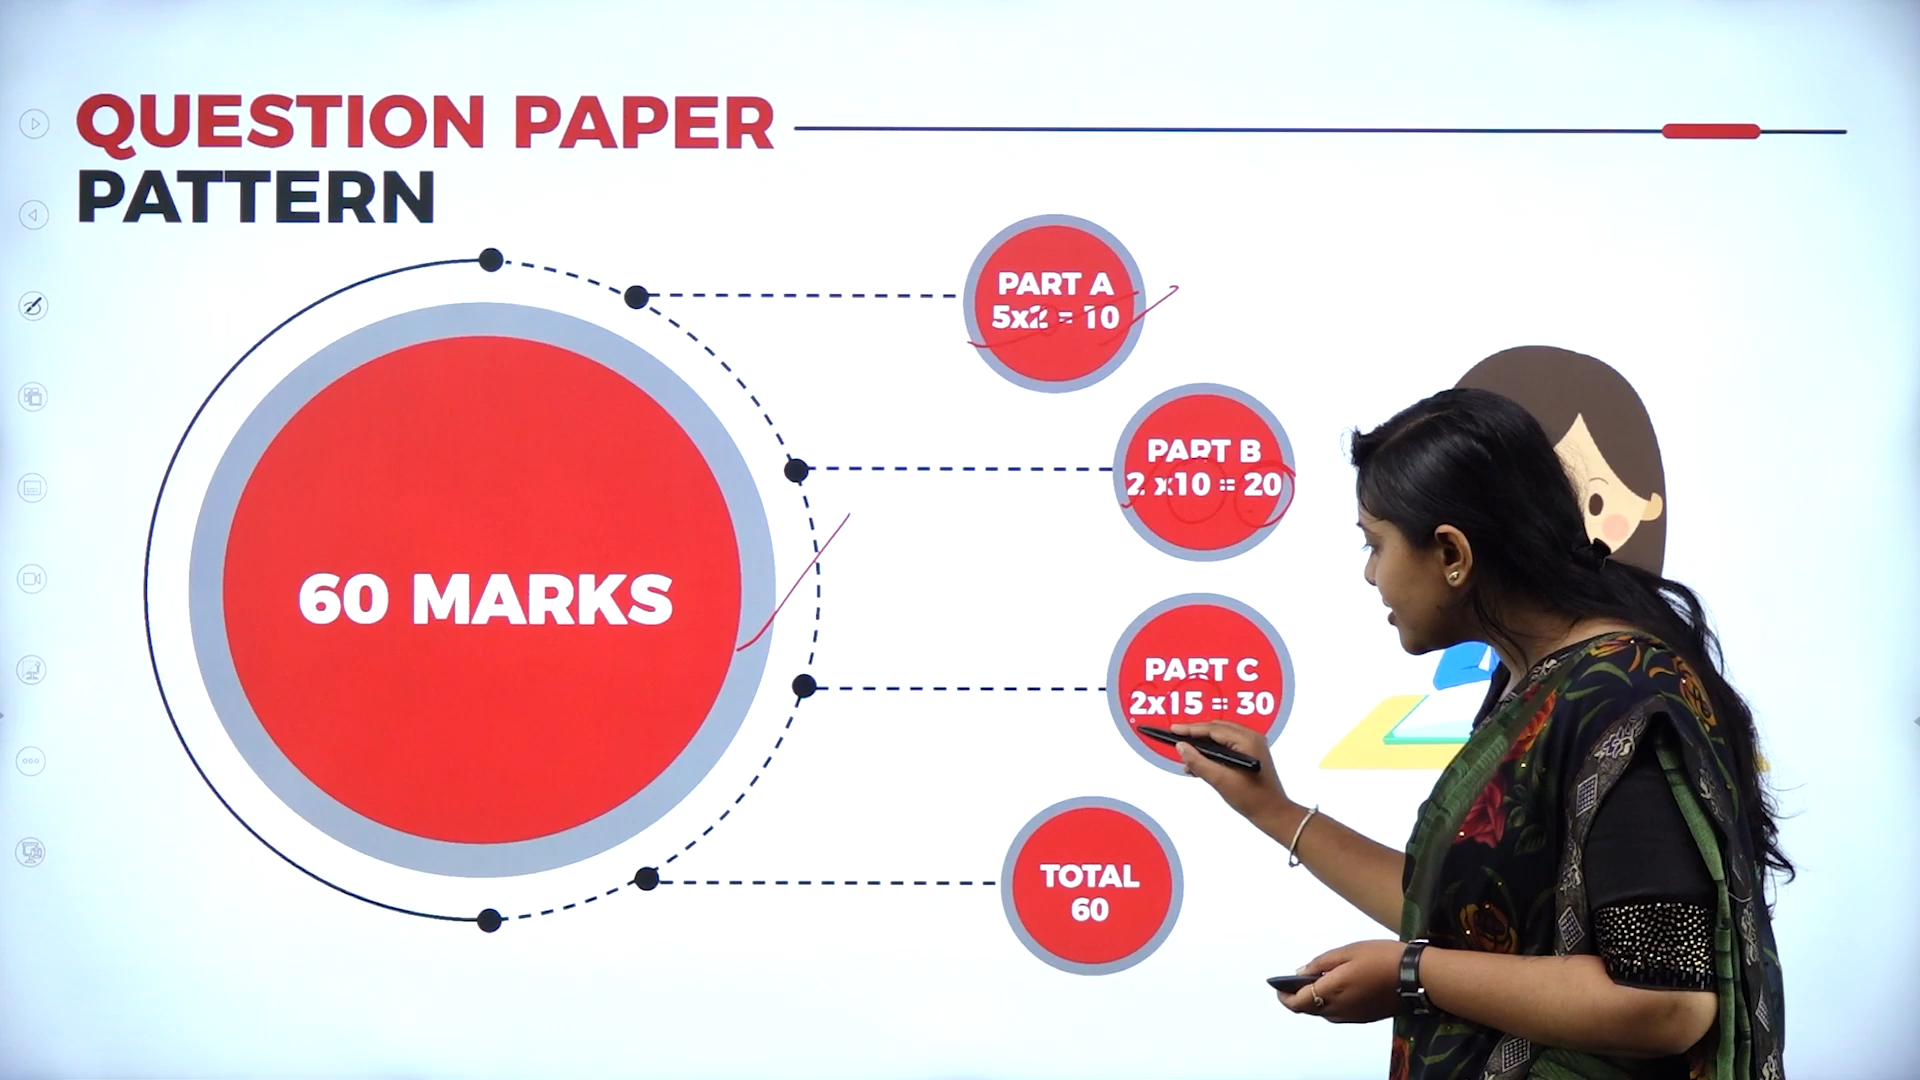 QUESTION PAPER
PATTERN
60 MARKS
PART A
5x2 = 10
PART B
2 x10 = 20
PART C
2x15 = 30
TOTAL
60